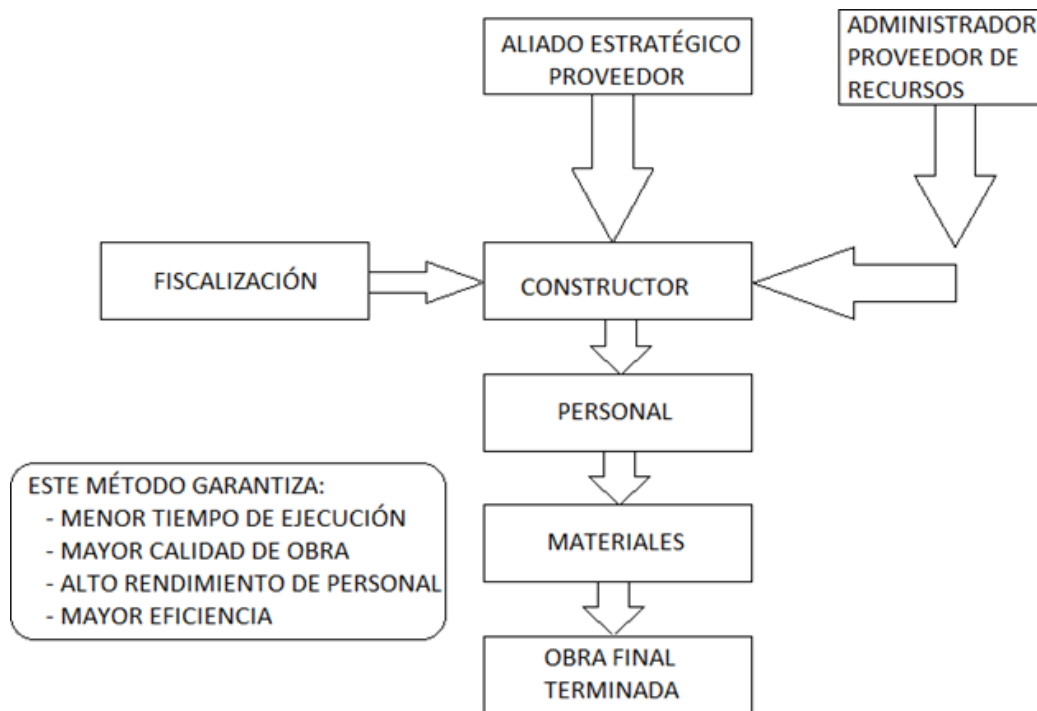 ALIADO ESTRATÉGICO
PROVEEDOR
ADMINISTRADOR
PROVEEDOR DE
RECURSOS
FISCALIZACIÓN
CONSTRUCTOR
PERSONAL
ESTE MÉTODO GARANTIZA:
- MENOR TIEMPO DE EJECUCIÓN
- MAYOR CALIDAD DE OBRA
- ALTO RENDIMIENTO DE PERSONAL
- MAYOR EFICIENCIA
MATERIALES
OBRA FINAL
TERMINADA